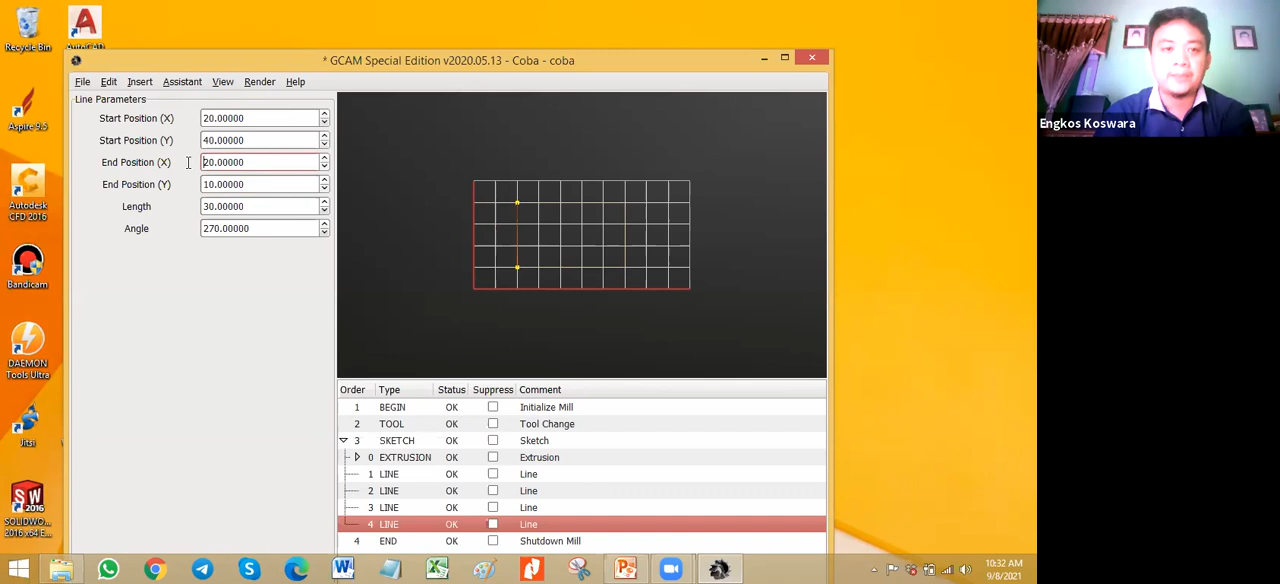 Recycle Bin
AutoCAD
Aspire 9.5
Autodesk
CFD 2016
Bandicam
DAEMON
Tools Ultra
Jitsi
SOLIDWO...
2016 x64 E...
* GCAM Special Edition v2020.05.13 - Coba - coba
File Edit Insert Assistant View Render Help
Line Parameters
Start Position (X) 20.00000
Start Position (Y) 40.00000
End Position (X) 20.00000
End Position (Y) 10.00000
Length 30.00000
Angle 270.00000
Order Type Status Suppress Comment
1 BEGIN OK Initialize Mill
2 TOOL OK Tool Change
3 SKETCH OK Sketch
0 EXTRUSION OK Extrusion
1 LINE OK Line
2 LINE OK Line
3 LINE OK Line
4 LINE OK Line
4 END OK Shutdown Mill
10:32 AM
9/8/2021
Engkos Koswara